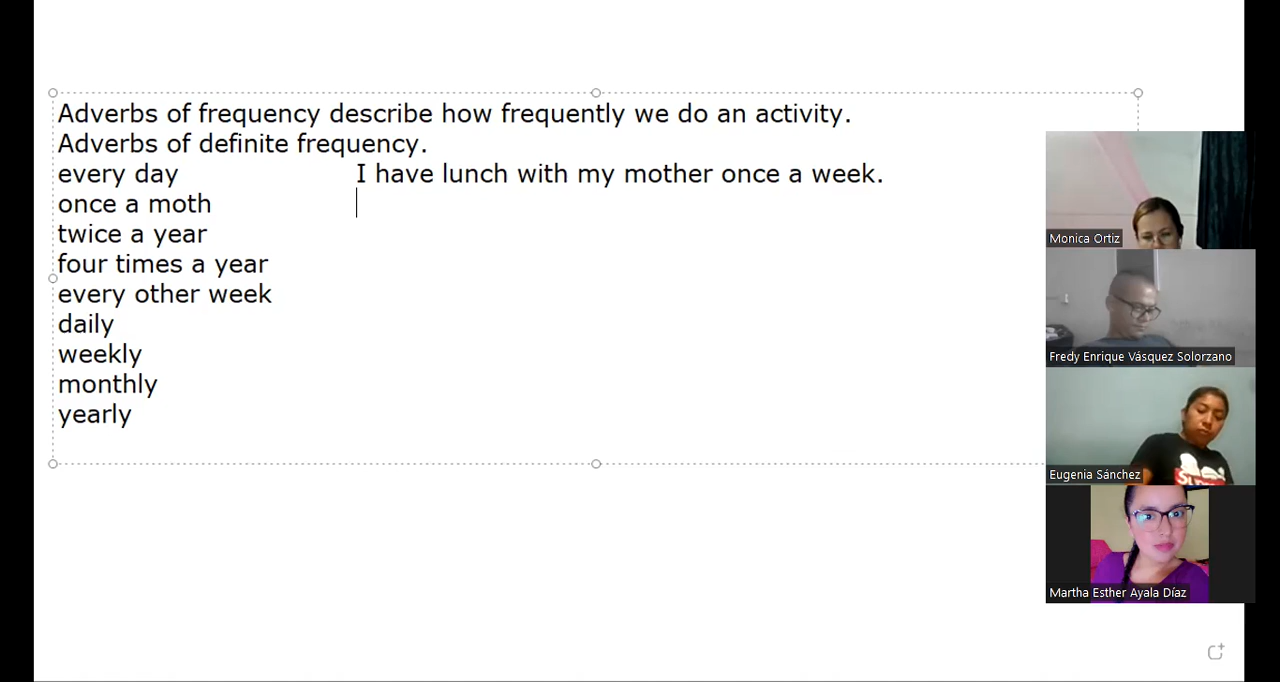 Adverbs of frequency describe how frequently we do an activity.
Adverbs of definite frequency.
every day I have lunch with my mother once a week.
once a moth
twice a year
four times a year
every other week
daily
weekly
monthly
yearly
Monica Ortiz
Fredy Enrique Vásquez Solorzano
Eugenia Sánchez
Martha Esther Ayala Díaz